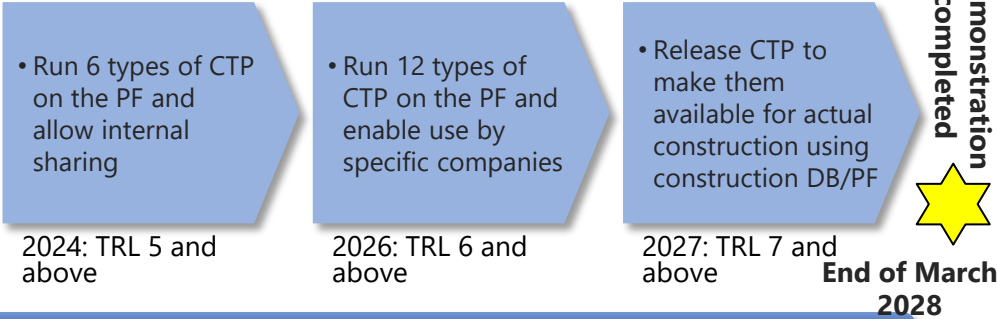 • Run 6 types of CTP
on the PF and
allow internal
sharing
2024: TRL 5 and
above
• Run 12 types of
CTP on the PF and
enable use by
specific companies
2026: TRL 6 and
above
• Release CTP to
make them
available for actual
construction using
construction DB/PF
2027: TRL 7 and
above
completed
End of March
2028